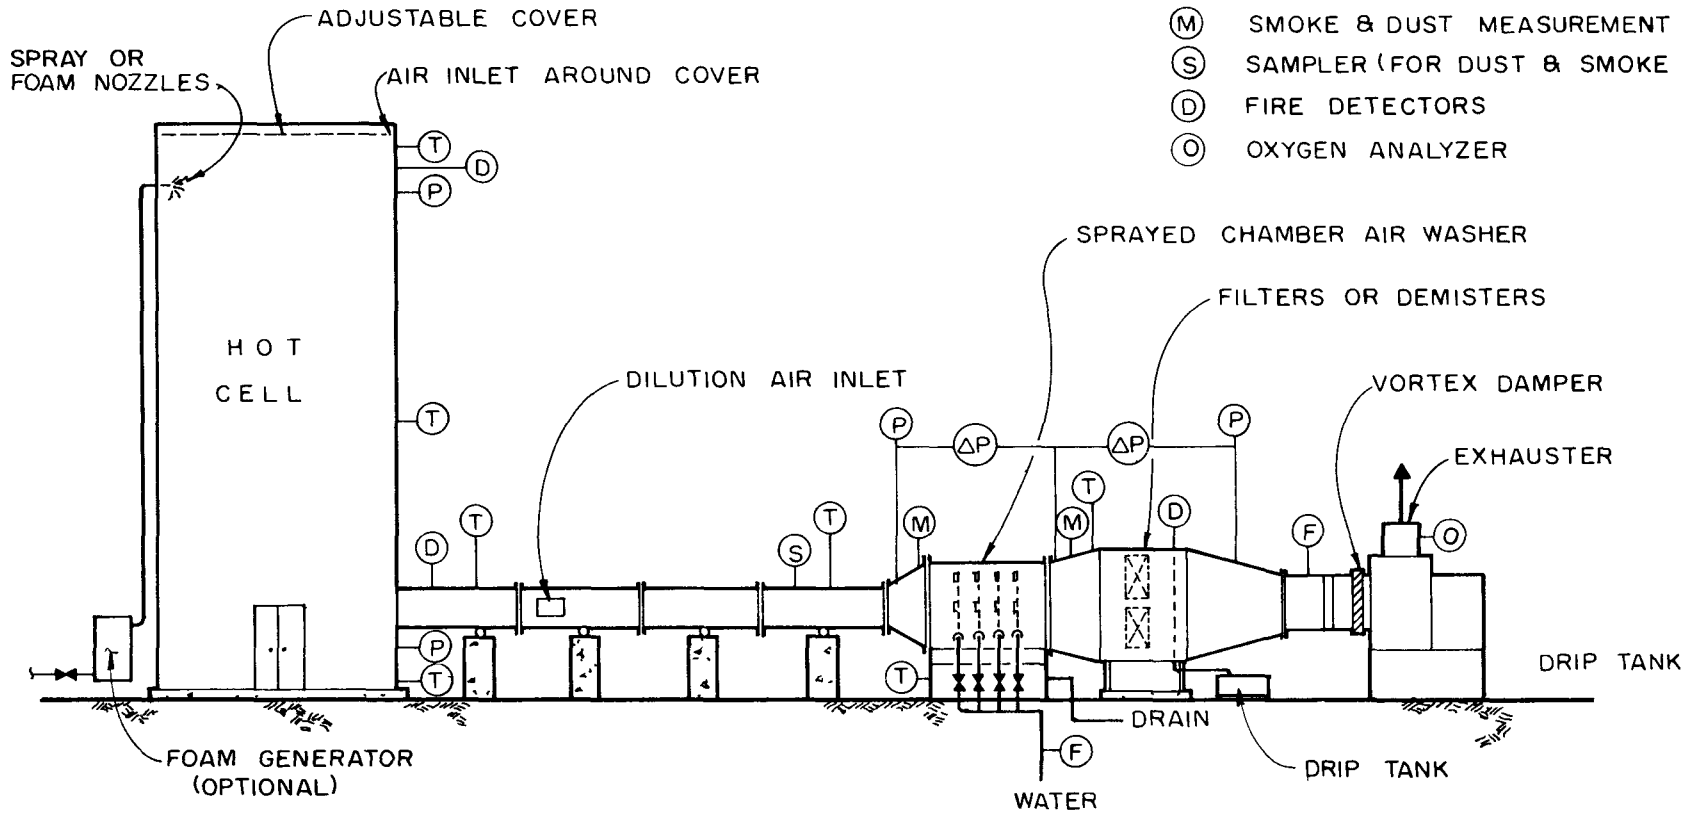 ADJUSTABLE COVER
SPRAY OR
FOAM NOZZLES
AIR INLET AROUND COVER
M SMOKE & DUST MEASUREMENT
S SAMPLER (FOR DUST & SMOKE
D FIRE DETECTORS
O OXYGEN ANALYZER
T
D
P
SPRAYED CHAMBER AIR WASHER
FILTERS OR DEMISTERS
HOT
CELL
DILUTION AIR INLET
VORTEX DAMPER
T
P
ΔP
ΔP
P
EXHAUSTER
D
T
S
T
M
M
T
D
F
O
P
T
T
DRIP TANK
DRAIN
FOAM GENERATOR
(OPTIONAL)
F
DRIP TANK
WATER